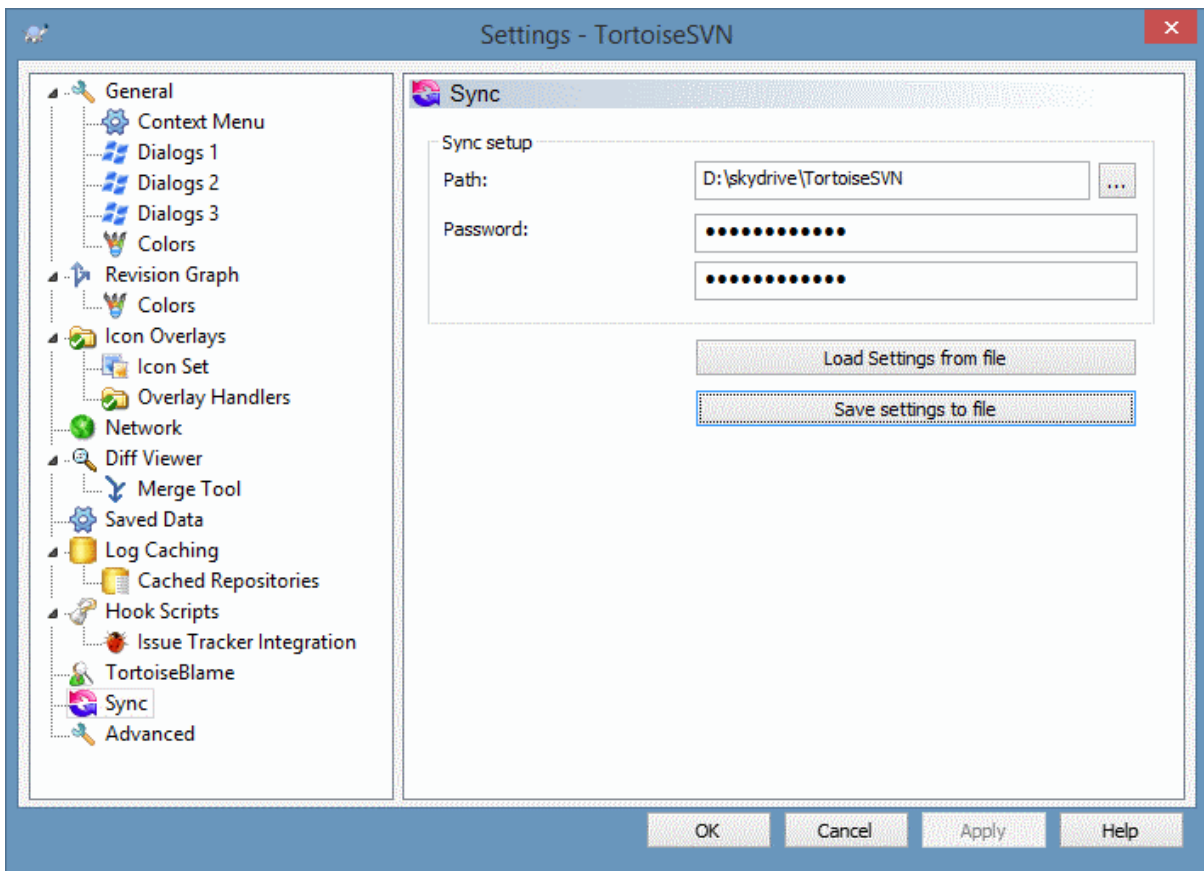 Settings - TortoiseSVN
General
Context Menu
Dialogs 1
Dialogs 2
Dialogs 3
Colors
Revision Graph
Colors
Icon Overlays
Icon Set
Overlay Handlers
Network
Diff Viewer
Merge Tool
Saved Data
Log Caching
Cached Repositories
Hook Scripts
Issue Tracker Integration
TortoiseBlame
Sync
Advanced
Sync
Sync setup
Path: D:\skydrive\TortoiseSVN ...
Password: ●●●●●●●●●●●●
●●●●●●●●●●●●
Load Settings from file
Save settings to file
OK Cancel Apply Help